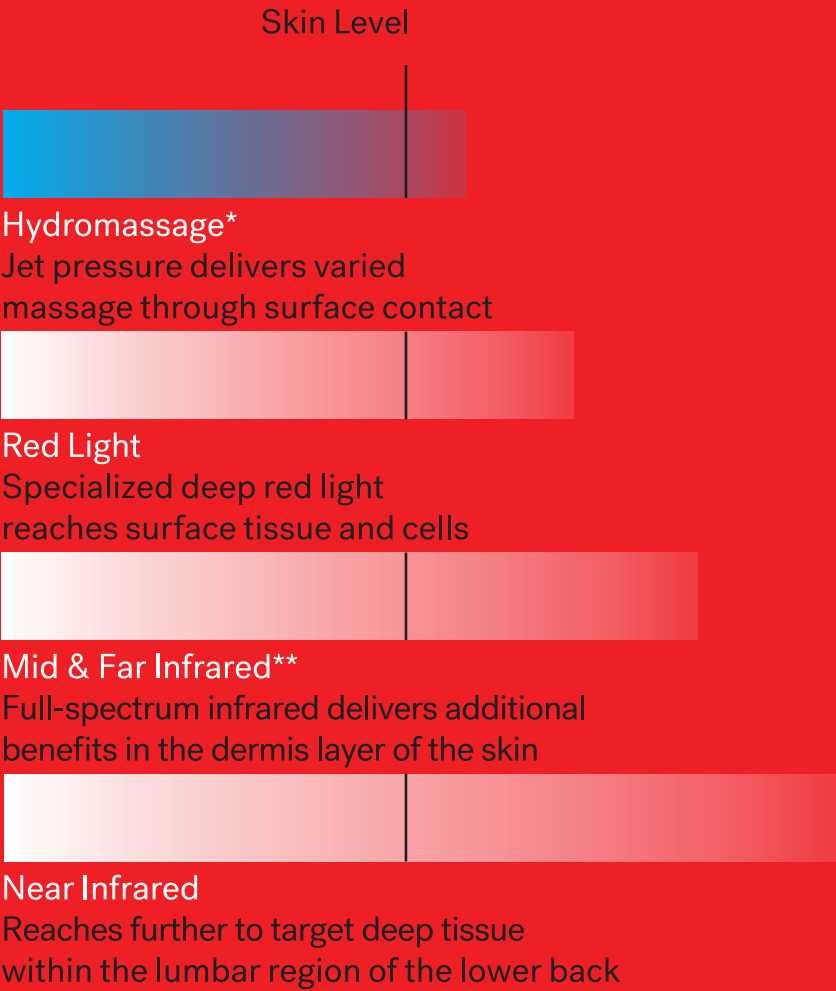 Skin Level
Hydromassage*
Jet pressure delivers varied
massage through surface contact
Red Light
Specialized deep red light
reaches surface tissue and cells
Mid & Far Infrared**
Full-spectrum infrared delivers additional
benefits in the dermis layer of the skin
Near Infrared
Reaches further to target deep tissue
within the lumbar region of the lower back